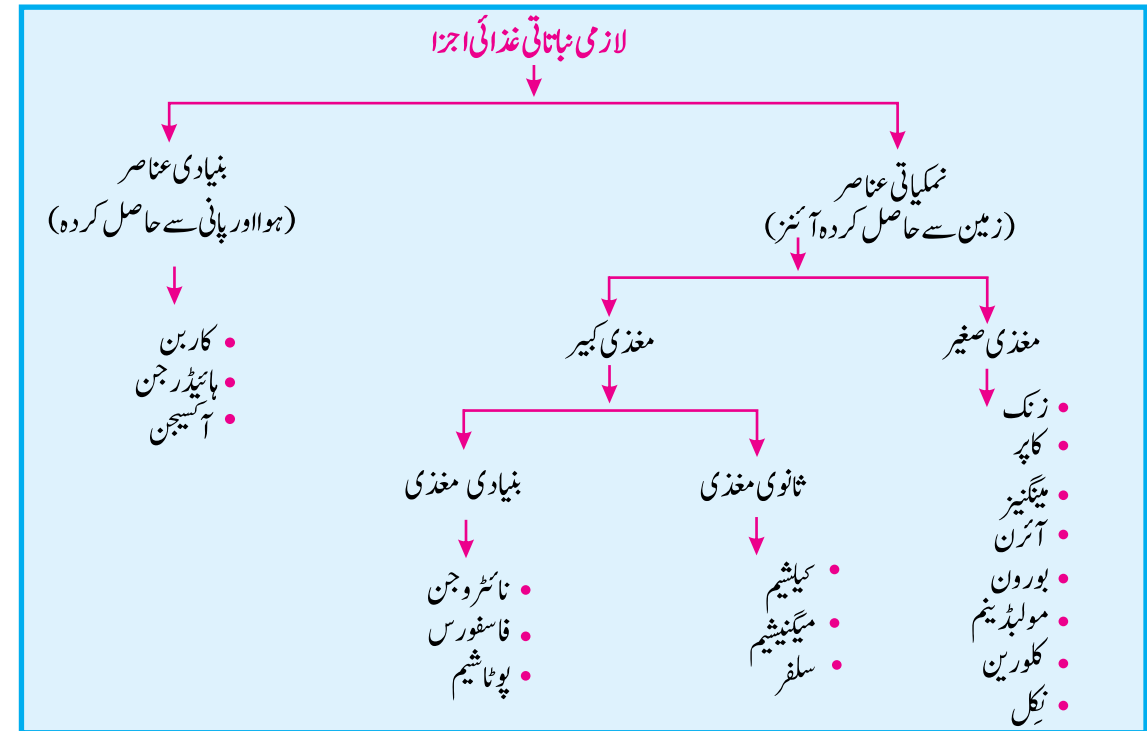 لازمی نباتاتی غذائی اجزا
نمکیاتی عناصر
(زمین سے حاصل کردہ آئنز)
مغذی صغیر
• زنک
• کاپر
• مینگنیز
• آئرن
• بورون
• مولبڈینم
• کلورین
• نِکل
مغذی کبیر
ثانوی مغذی
• کیلشیم
• میگنیشیم
• سلفر
بنیادی مغذی
• نائٹروجن
• فاسفورس
• پوٹاشیم
بنیادی عناصر
(ہوا اور پانی سے حاصل کردہ)
• کاربن
• ہائیڈرجن
• آکسیجن